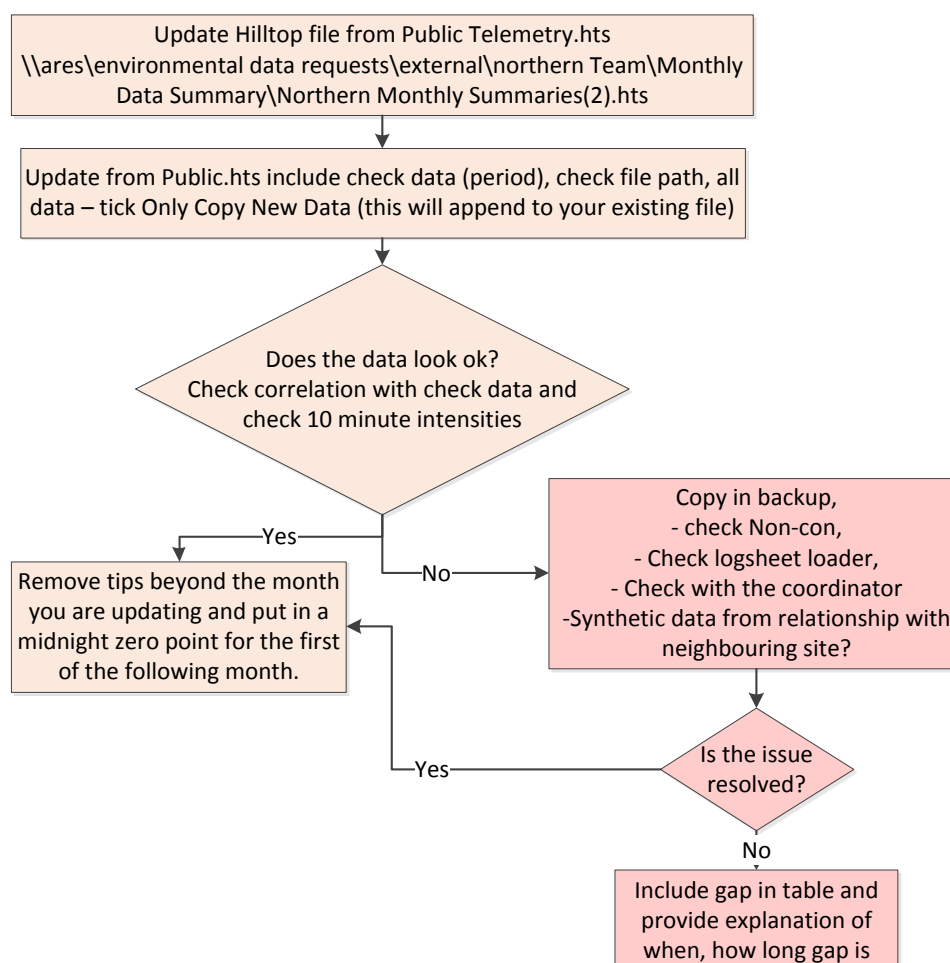 Update Hilltop file from Public Telemetry.hts
\\ares\environmental data requests\external\northern Team\Monthly
Data Summary\Northern Monthly Summaries(2).hts
Update from Public.hts include check data (period), check file path, all
data – tick Only Copy New Data (this will append to your existing file)
Does the data look ok?
Check correlation with check data and
check 10 minute intensities
Yes
No
Remove tips beyond the month
you are updating and put in a
midnight zero point for the first
of the following month.
Copy in backup,
- check Non-con,
- Check logsheet loader,
- Check with the coordinator
-Synthetic data from relationship with
neighbouring site?
Is the issue
resolved?
Yes
No
Include gap in table and
provide explanation of
when, how long gap is